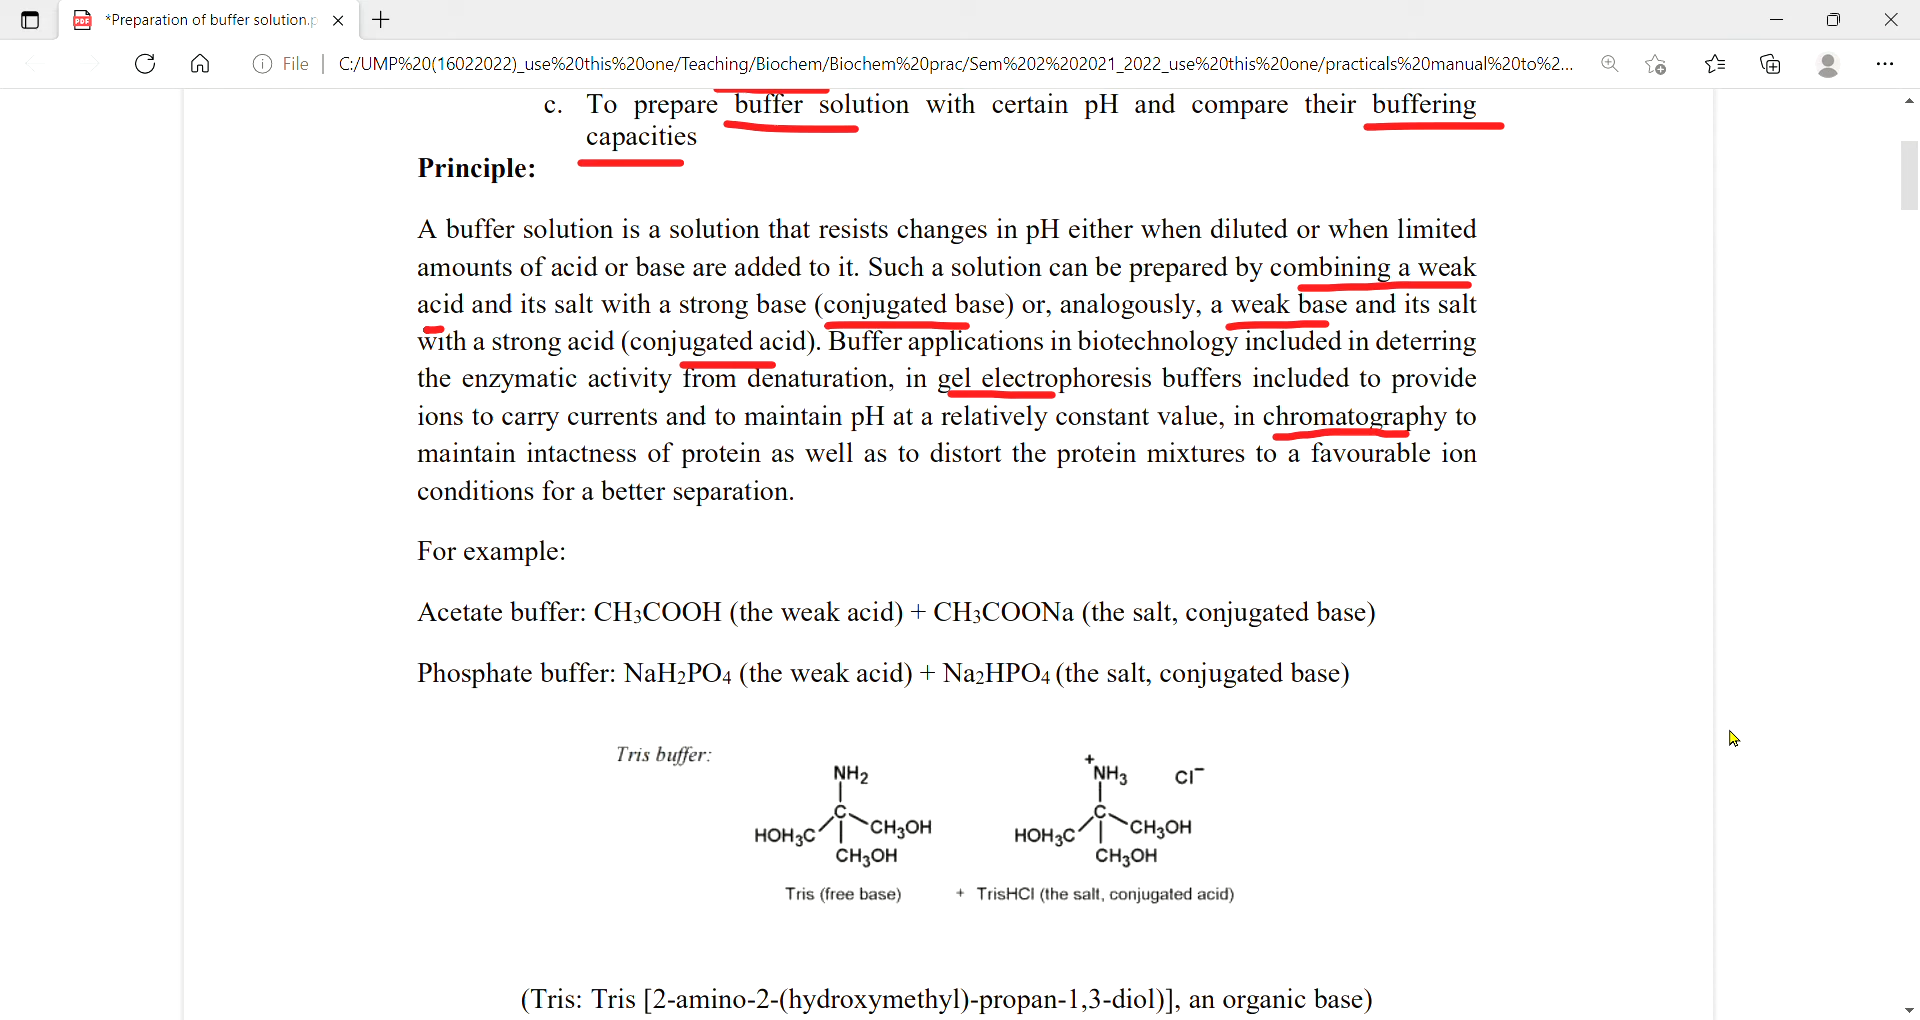 *Preparation of buffer solution.p
File | C:/UMP%20(16022022)_use%20this%20one/Teaching/Biochem/Biochem%20prac/Sem%202%202021_2022_use%20this%20one/practicals%20manual%20to%2...
c. To prepare buffer solution with certain pH and compare their buffering
capacities
Principle:
A buffer solution is a solution that resists changes in pH either when diluted or when limited
amounts of acid or base are added to it. Such a solution can be prepared by combining a weak
acid and its salt with a strong base (conjugated base) or, analogously, a weak base and its salt
with a strong acid (conjugated acid). Buffer applications in biotechnology included in deterring
the enzymatic activity from denaturation, in gel electrophoresis buffers included to provide
ions to carry currents and to maintain pH at a relatively constant value, in chromatography to
maintain intactness of protein as well as to distort the protein mixtures to a favourable ion
conditions for a better separation.
For example:
Acetate buffer: CH3COOH (the weak acid) + CH3COONa (the salt, conjugated base)
Phosphate buffer: NaH2PO4 (the weak acid) + Na2HPO4 (the salt, conjugated base)
Tris buffer:
NH2 +NH3 Cl⁻
C C
HOH3C CH3OH HOH3C CH3OH
CH3OH CH3OH
Tris (free base) + TrisHCl (the salt, conjugated acid)
(Tris: Tris [2-amino-2-(hydroxymethyl)-propan-1,3-diol)], an organic base)